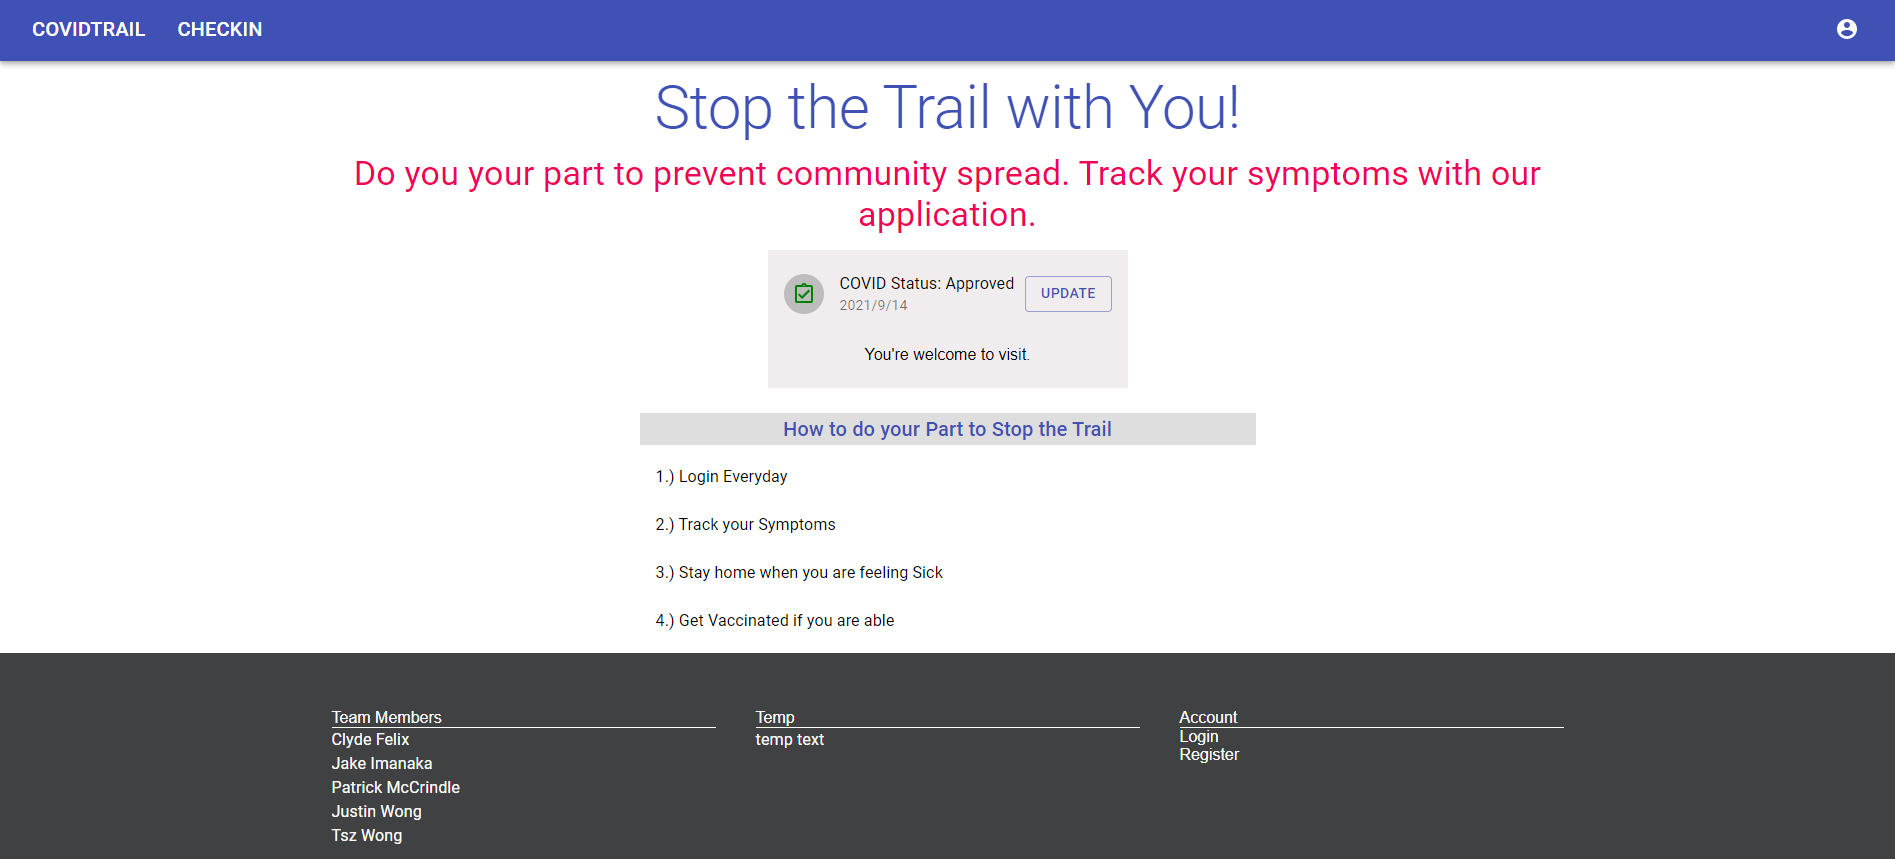 COVIDTRAIL CHECKIN
Stop the Trail with You!
Do you your part to prevent community spread. Track your symptoms with our
application.
COVID Status: Approved
2021/9/14
UPDATE
You're welcome to visit.
How to do your Part to Stop the Trail
1.) Login Everyday
2.) Track your Symptoms
3.) Stay home when you are feeling Sick
4.) Get Vaccinated if you are able
Team Members
Clyde Felix
Jake Imanaka
Patrick McCrindle
Justin Wong
Tsz Wong
Temp
temp text
Account
Login
Register